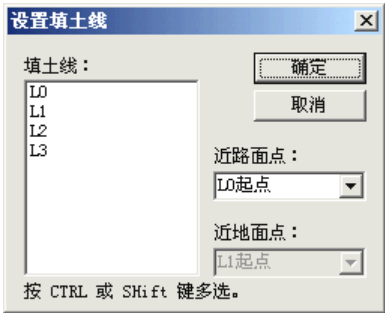 设置填土线
填土线：
L0
L1
L2
L3
确定
取消
近路面点：
L0起点
近地面点：
L1起点
按 CTRL 或 SHift 键多选。